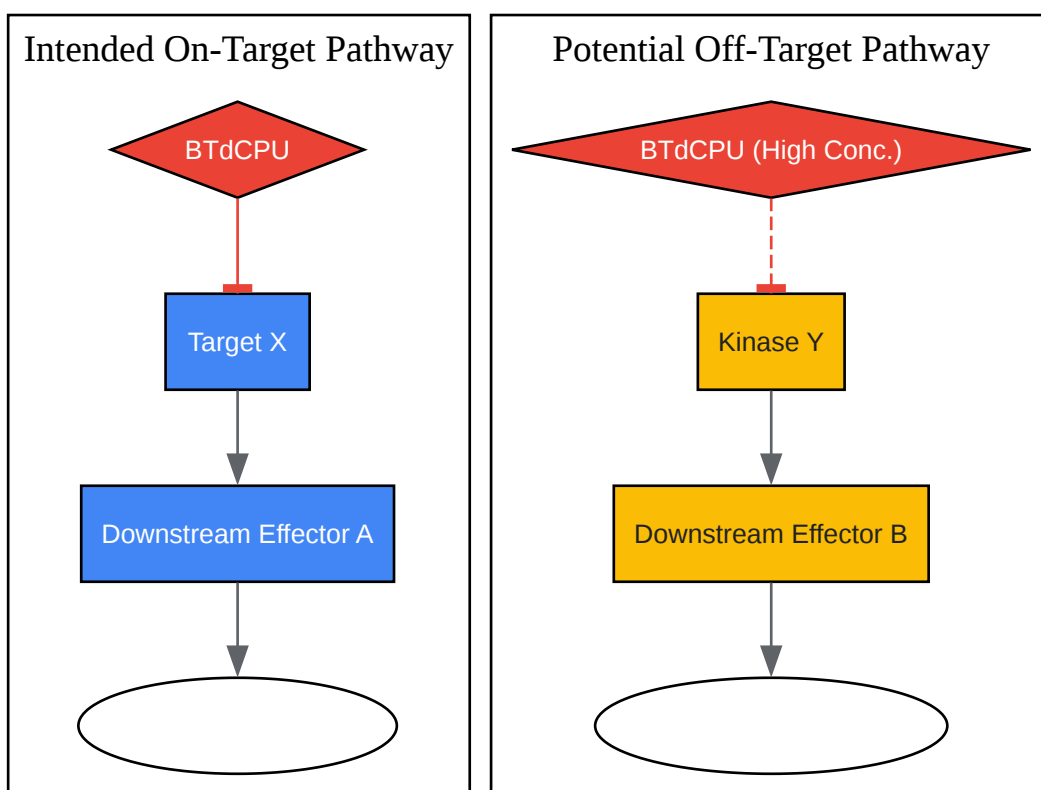 Intended On-Target Pathway
BTdCPU
Target X
Downstream Effector A
Potential Off-Target Pathway
BTdCPU (High Conc.)
Kinase Y
Downstream Effector B